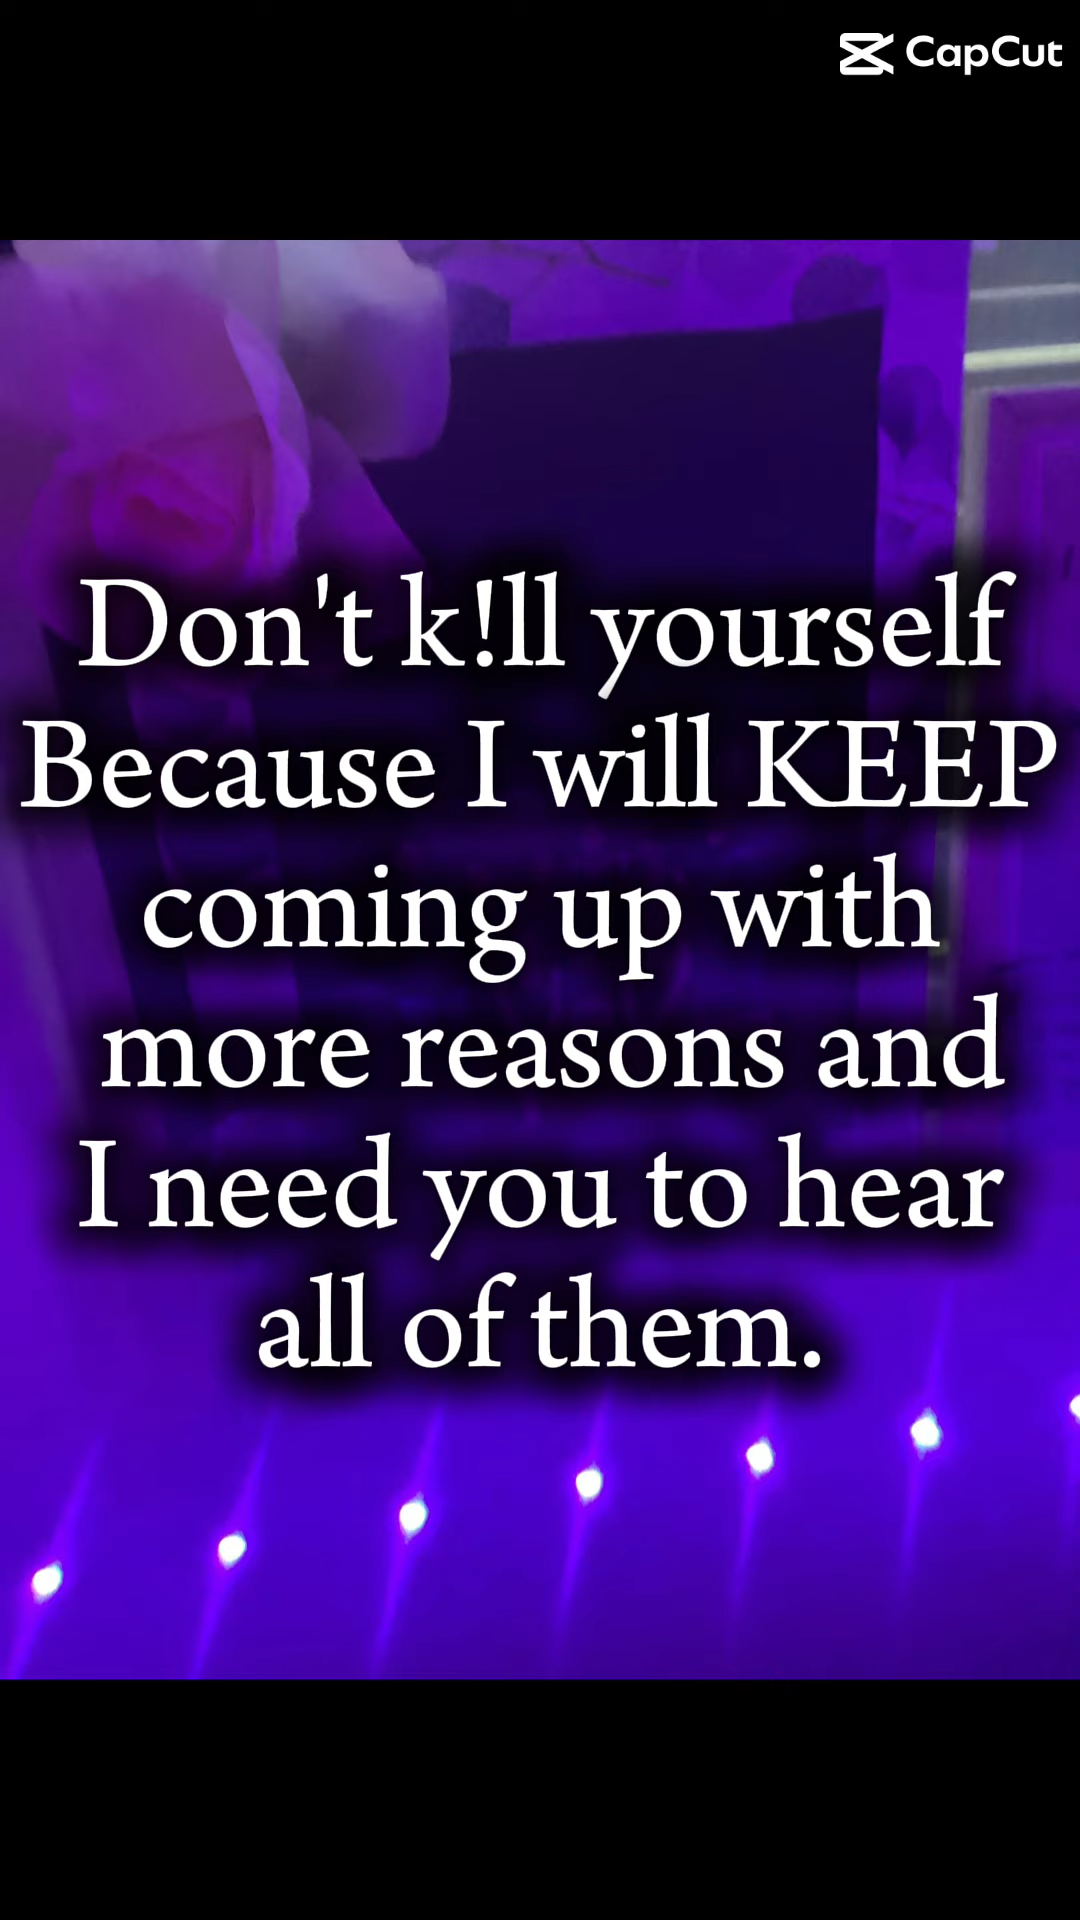 CapCut
Don't k!ll yourself
Because I will KEEP
coming up with
more reasons and
I need you to hear
all of them.